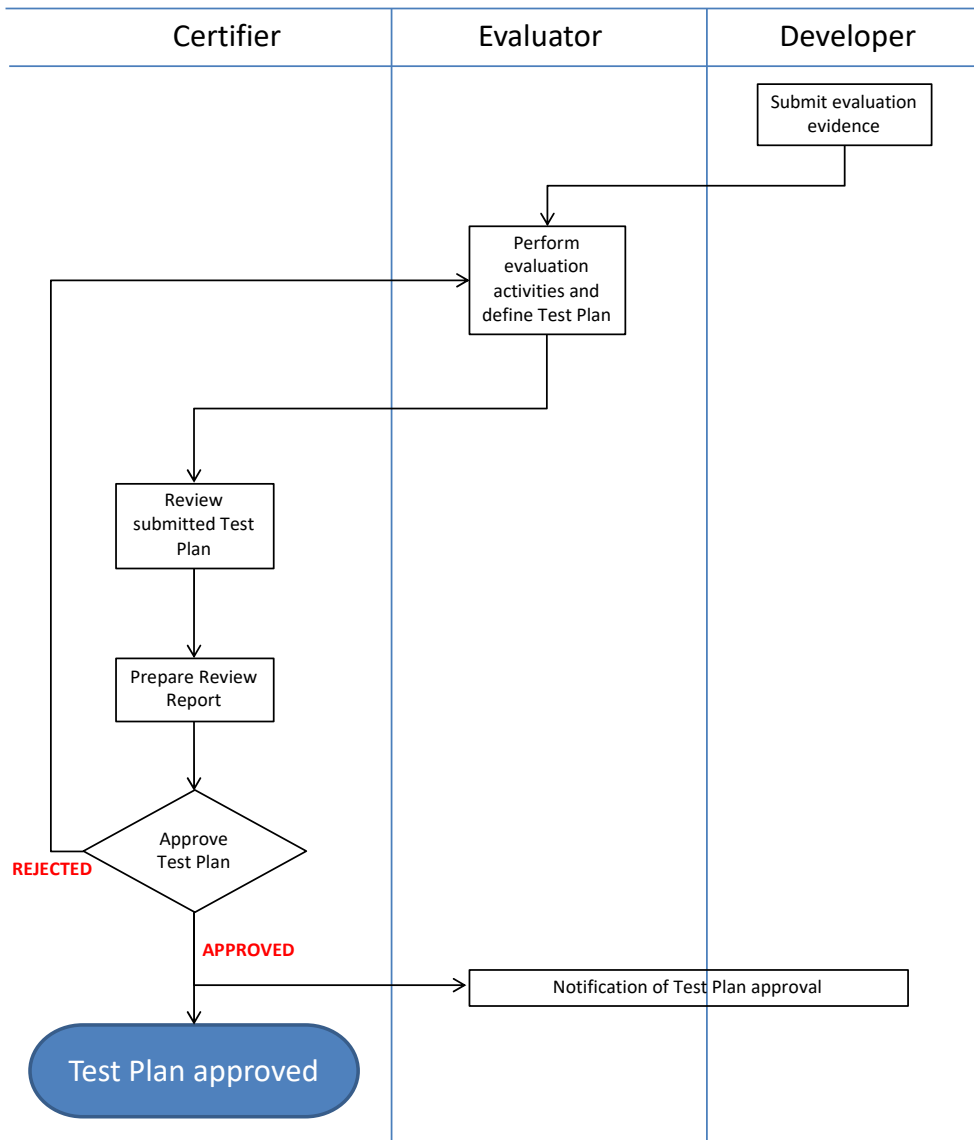 Certifier
Evaluator
Developer
Submit evaluation
evidence
Perform
evaluation
activities and
define Test Plan
Review
submitted Test
Plan
Prepare Review
Report
Approve
Test Plan
REJECTED
APPROVED
Notification of Test Plan approval
Test Plan approved